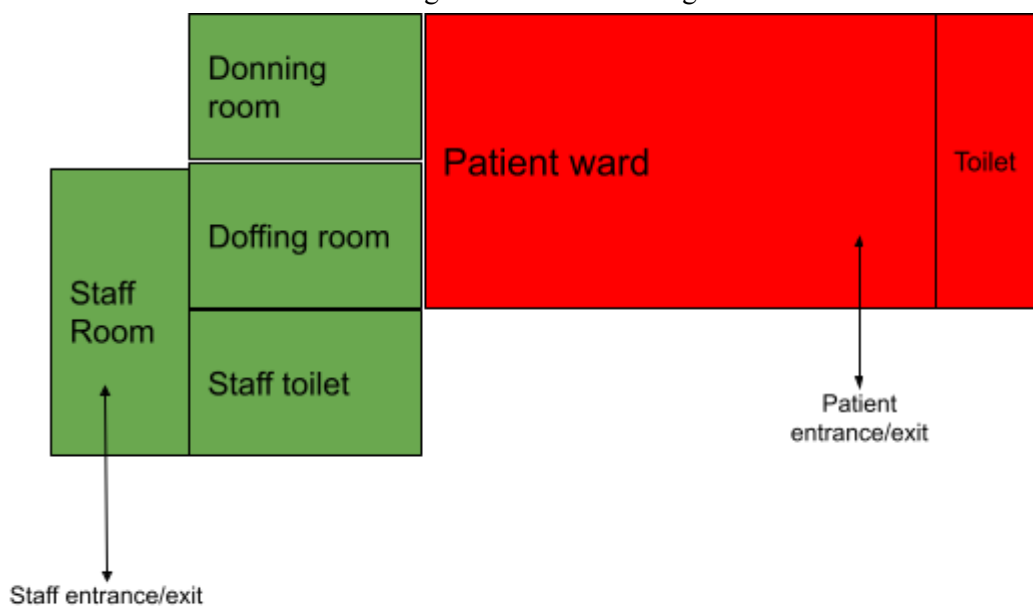 Donning
room
Patient ward
Toilet
Doffing room
Staff
Room
Staff toilet
Patient
entrance/exit
Staff entrance/exit